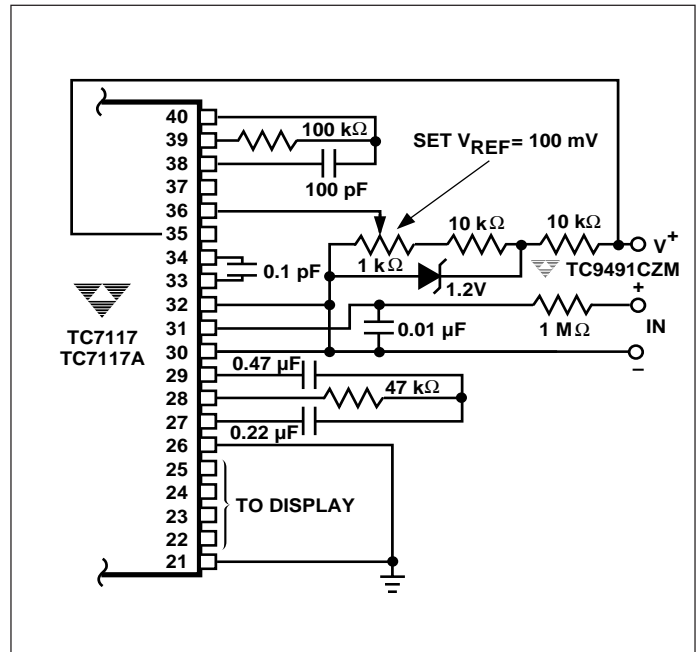 40
39
38
37
36
35
34
33
32
31
30
29
28
27
26
25
24
23
22
21
TC7117
TC7117A
100 kΩ
100 pF
SET VREF= 100 mV
10 kΩ
10 kΩ
V+
1 kΩ
TC9491CZM
1.2V
0.1 pF
+
IN
0.01 µF
1 MΩ
–
0.47 µF
47 kΩ
0.22 µF
TO DISPLAY